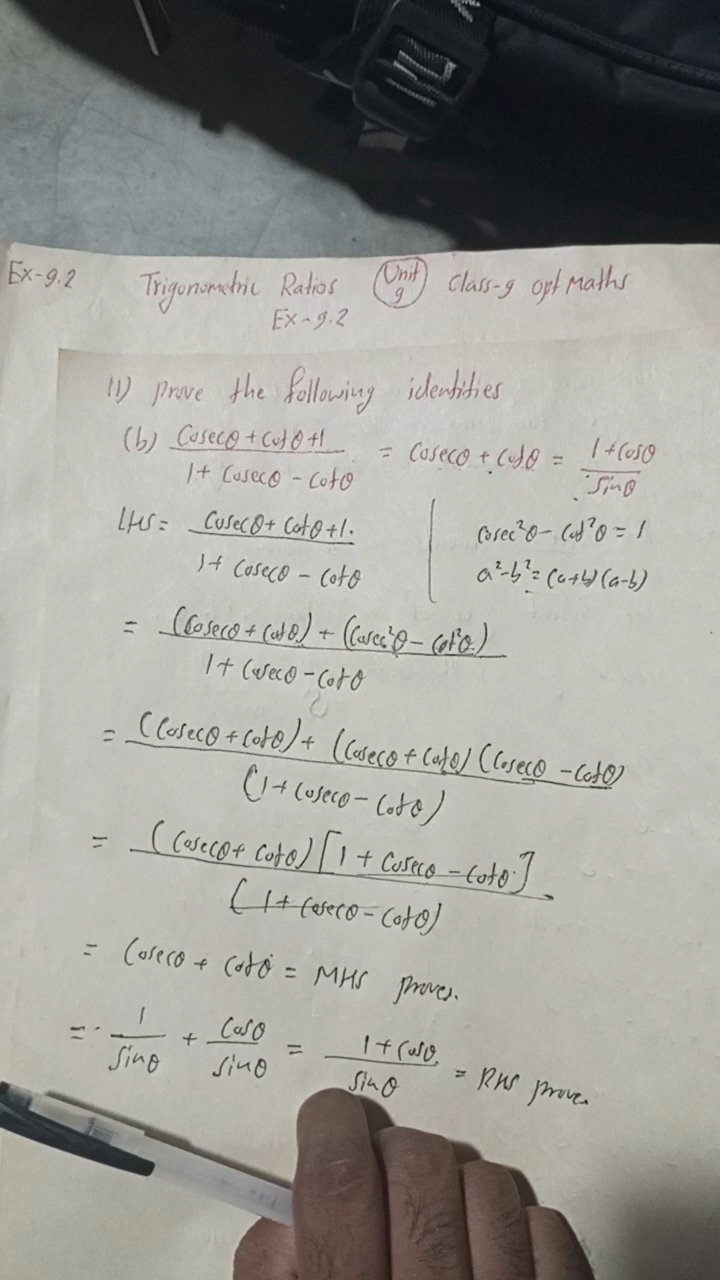 Ex-9.2 Trigonometric Ratios Unit 9 Class-9 opt Maths
Ex-9.2
11) prove the following identities
(b) (Cosecθ + cotθ + 1) / (1 + Cosecθ - cotθ) = Cosecθ + cotθ = (1 + cosθ) / sinθ
LHS = (Cosecθ + Cotθ + 1.) / (1 + Cosecθ - Cotθ)
Cosec²θ - Cot²θ = 1
a² - b² = (a+b)(a-b)
= ((Cosecθ + cotθ) + (Cosec²θ - Cot²θ)) / (1 + Cosecθ - Cotθ)
= ((Cosecθ + Cotθ) + (Cosecθ + Cotθ) (Cosecθ - Cotθ)) / (1 + Cosecθ - Cotθ)
= ((Cosecθ + Cotθ) [1 + Cosecθ - Cotθ]) / (1 + Cosecθ - Cotθ)
= Cosecθ + Cotθ = MHS proves.
= 1/Sinθ + Cosθ/Sinθ = (1 + Cosθ) / Sinθ = RHS prove.